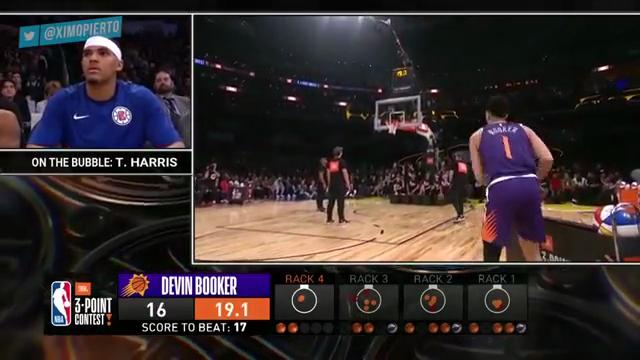 @XIMOPIERTO
ON THE BUBBLE: T. HARRIS
BOOKER
1
NBA
JBL
3-POINT
CONTEST
DEVIN BOOKER
16
19.1
SCORE TO BEAT: 17
RACK 4
RACK 3
RACK 2
RACK 1